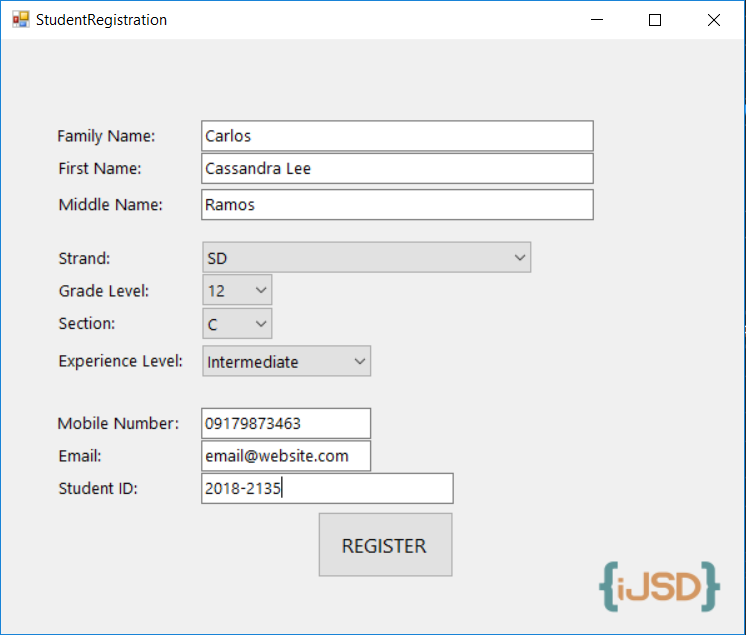 StudentRegistration
Family Name: Carlos
First Name: Cassandra Lee
Middle Name: Ramos
Strand: SD
Grade Level: 12
Section: C
Experience Level: Intermediate
Mobile Number: 09179873463
Email: email@website.com
Student ID: 2018-2135
REGISTER
{iJSD}